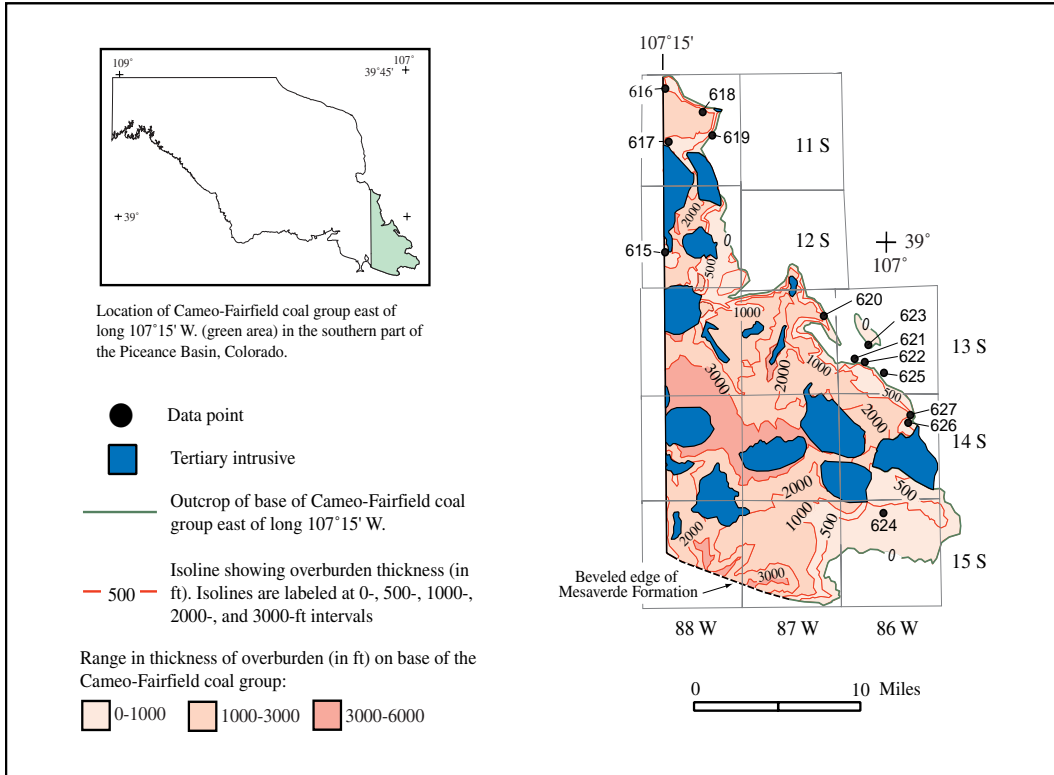 109°
107°
39°45'
39°
Location of Cameo-Fairfield coal group east of
long 107°15' W. (green area) in the southern part of
the Piceance Basin, Colorado.
Data point
Tertiary intrusive
Outcrop of base of Cameo-Fairfield coal
group east of long 107°15' W.
500
Isoline showing overburden thickness (in
ft). Isolines are labeled at 0-, 500-, 1000-,
2000-, and 3000-ft intervals
Range in thickness of overburden (in ft) on base of the
Cameo-Fairfield coal group:
0-1000
1000-3000
3000-6000
107°15'
616
618
617
619
11 S
2000
0
12 S
39°
107°
615
500
620
1000
0
623
621
622
13 S
625
1000
2000
3000
500
627
2000
626
14 S
2000
500
1000
500
624
2000
0
15 S
3000
Beveled edge of
Mesaverde Formation
88 W
87 W
86 W
0
10 Miles